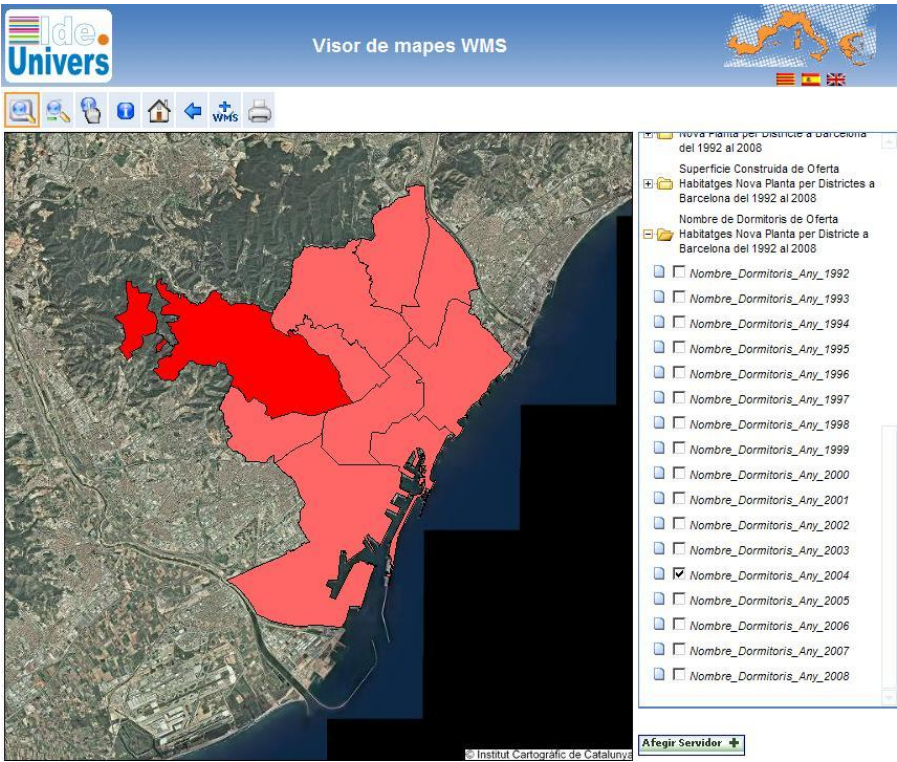 Ide
Univers
Visor de mapes WMS
WMS
Nova Planta per Districte a Barcelona
del 1992 al 2008
Superficie Construida de Oferta
Habitatges Nova Planta per Districtes a
Barcelona del 1992 al 2008
Nombre de Dormitoris de Oferta
Habitatges Nova Planta per Districte a
Barcelona del 1992 al 2008
Nombre_Dormitoris_Any_1992
Nombre_Dormitoris_Any_1993
Nombre_Dormitoris_Any_1994
Nombre_Dormitoris_Any_1995
Nombre_Dormitoris_Any_1996
Nombre_Dormitoris_Any_1997
Nombre_Dormitoris_Any_1998
Nombre_Dormitoris_Any_1999
Nombre_Dormitoris_Any_2000
Nombre_Dormitoris_Any_2001
Nombre_Dormitoris_Any_2002
Nombre_Dormitoris_Any_2003
Nombre_Dormitoris_Any_2004
Nombre_Dormitoris_Any_2005
Nombre_Dormitoris_Any_2006
Nombre_Dormitoris_Any_2007
Nombre_Dormitoris_Any_2008
© Institut Cartogràfic de Catalunya
Afegir Servidor